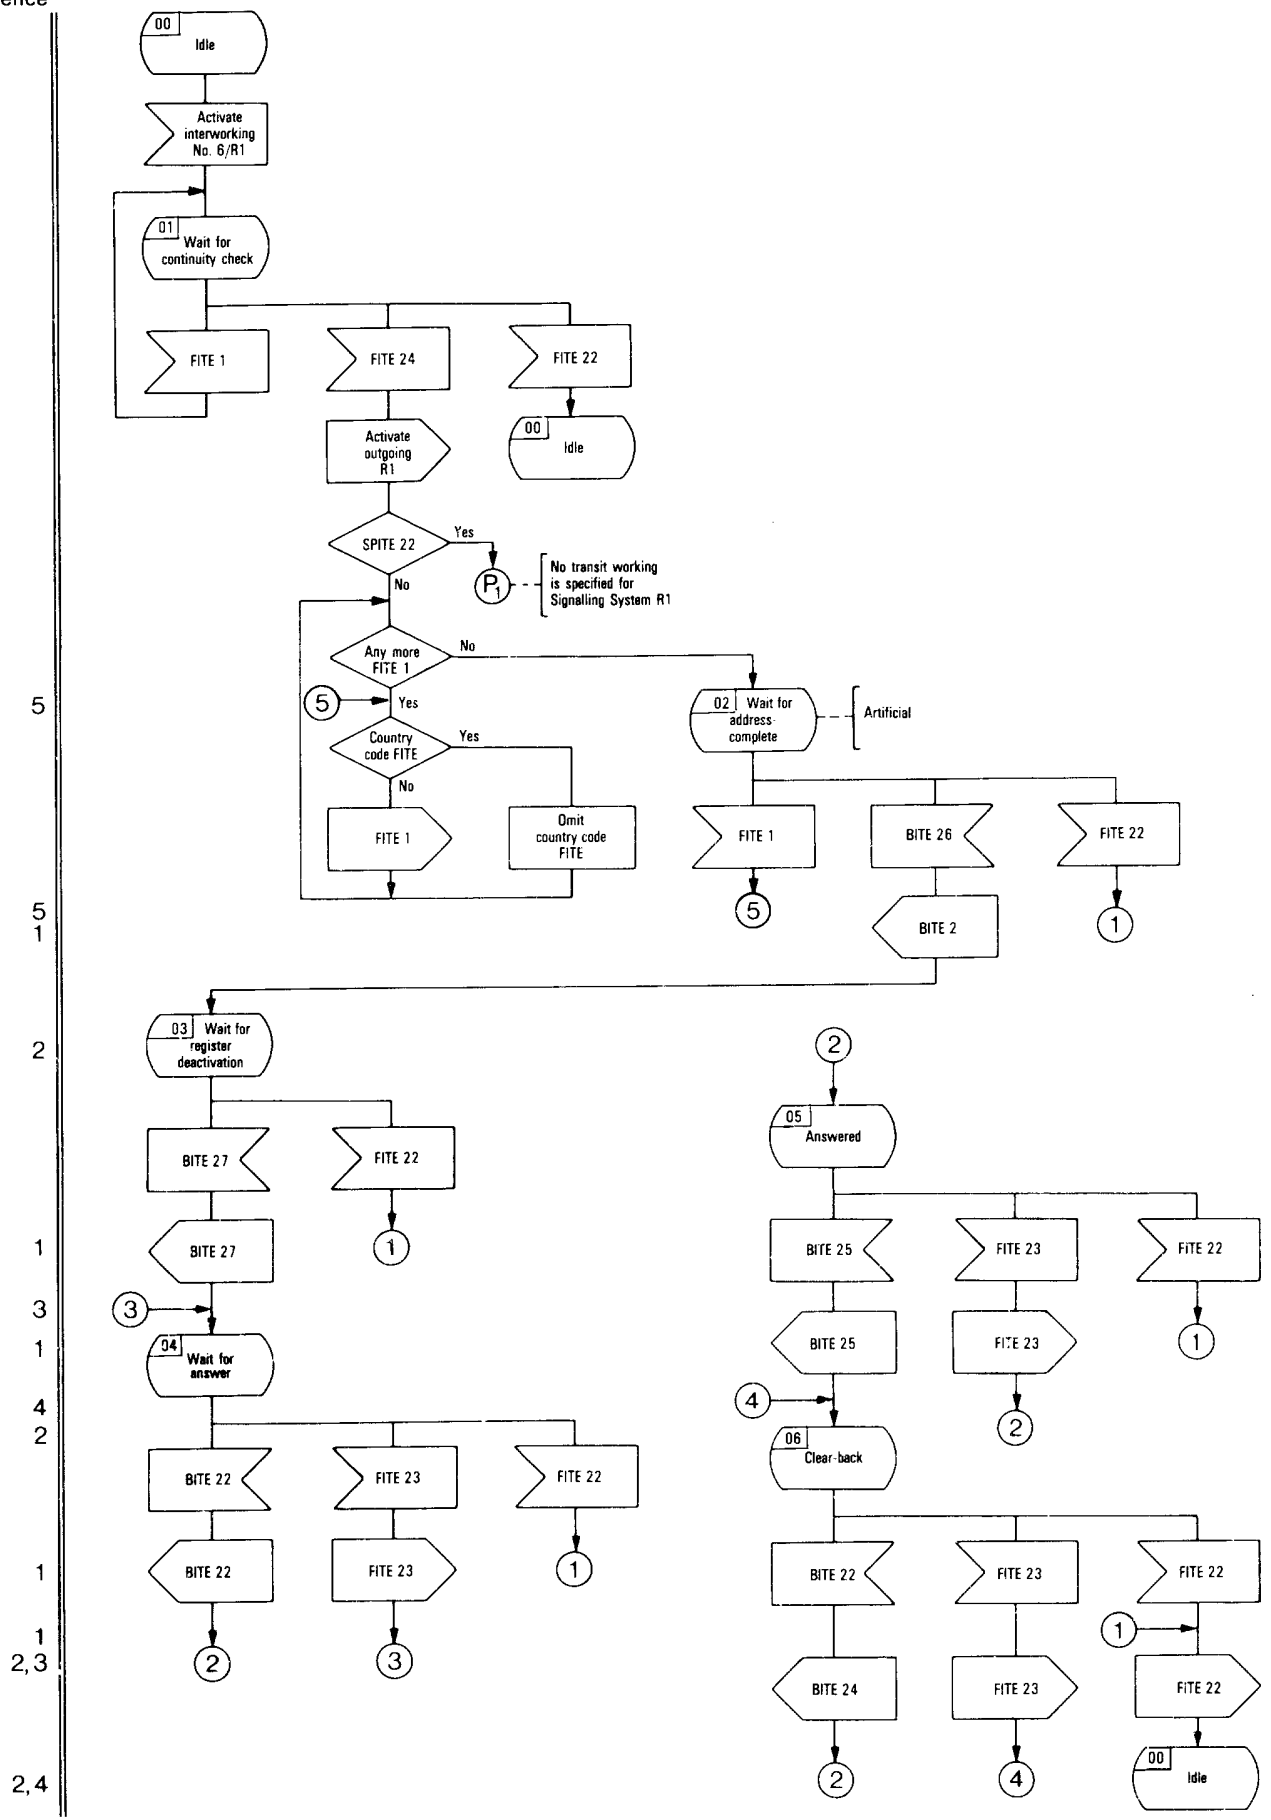 ence
00
Idle
Activate
interworking
No. 6/R1
01
Wait for
continuity check
FITE 1
FITE 24
FITE 22
Activate
outgoing
R1
00
Idle
SPITE 22
Yes
No
P1
No transit working
is specified for
Signalling System R1
Any more
FITE 1
No
5
5
Yes
02
Wait for
address-
complete
Artificial
Country
code FITE
Yes
No
FITE 1
Omit
country code
FITE
FITE 1
BITE 26
FITE 22
5
1
5
BITE 2
1
2
03
Wait for
register
deactivation
2
05
Answered
BITE 27
FITE 22
1
BITE 27
1
BITE 25
FITE 23
FITE 22
3
3
1
04
Wait for
answer
BITE 25
FITE 23
1
4
2
4
2
06
Clear-back
BITE 22
FITE 23
FITE 22
1
BITE 22
FITE 23
1
BITE 22
FITE 23
FITE 22
1
2,3
2
3
1
BITE 24
FITE 23
FITE 22
2,4
2
4
00
Idle